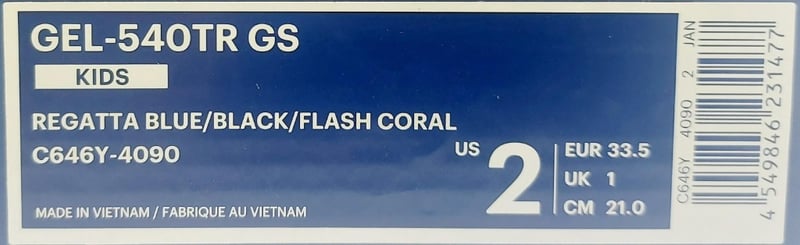 GEL-540TR GS
KIDS
REGATTA BLUE/BLACK/FLASH CORAL
C646Y-4090
US 2
EUR 33.5
UK 1
CM 21.0
MADE IN VIETNAM / FABRIQUE AU VIETNAM
C646Y 4090 2 JAN
4 549846 231477